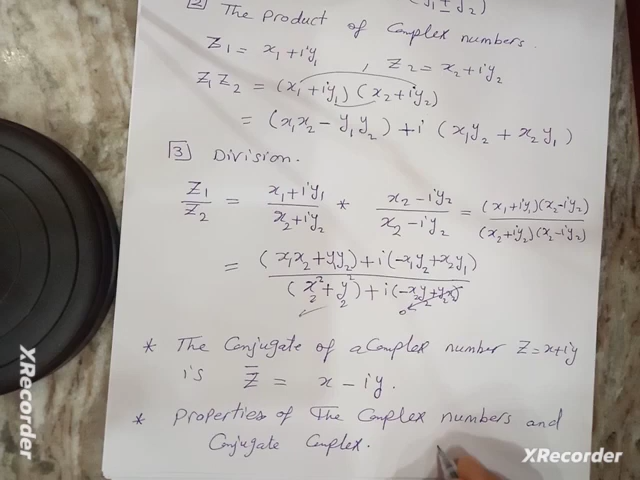 (y₁ ± y₂)
[2] The Product of Complex numbers.
Z₁ = x₁+iy₁ , Z₂ = x₂+iy₂
Z₁Z₂ = (x₁+iy₁)(x₂+iy₂)
= (x₁x₂ - y₁y₂) + i (x₁y₂ + x₂y₁)
[3] Division.
Z₁/Z₂ = (x₁+iy₁)/(x₂+iy₂) * (x₂-iy₂)/(x₂-iy₂) = (x₁+iy₁)(x₂-iy₂)/(x₂+iy₂)(x₂-iy₂)
= (x₁x₂+y₁y₂)+i(-x₁y₂+x₂y₁)/(x₂²+y₂²)+i(-x₂y₂+y₂x₂) 0
* The Conjugate of a Complex number Z=x+iy
is Z̅ = x - iy.
* Properties of The Complex numbers and
Conjugate Complex.
XRecorder
XRecorder